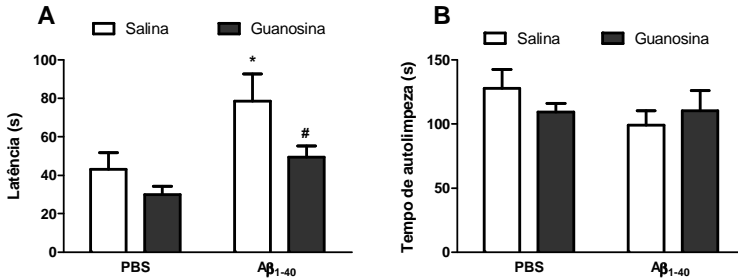 A
Salina
Guanosina
Latência (s)
100
80
60
40
20
0
*
#
PBS
Aβ1-40
B
Salina
Guanosina
Tempo de autolimpeza (s)
150
100
50
0
PBS
Aβ1-40